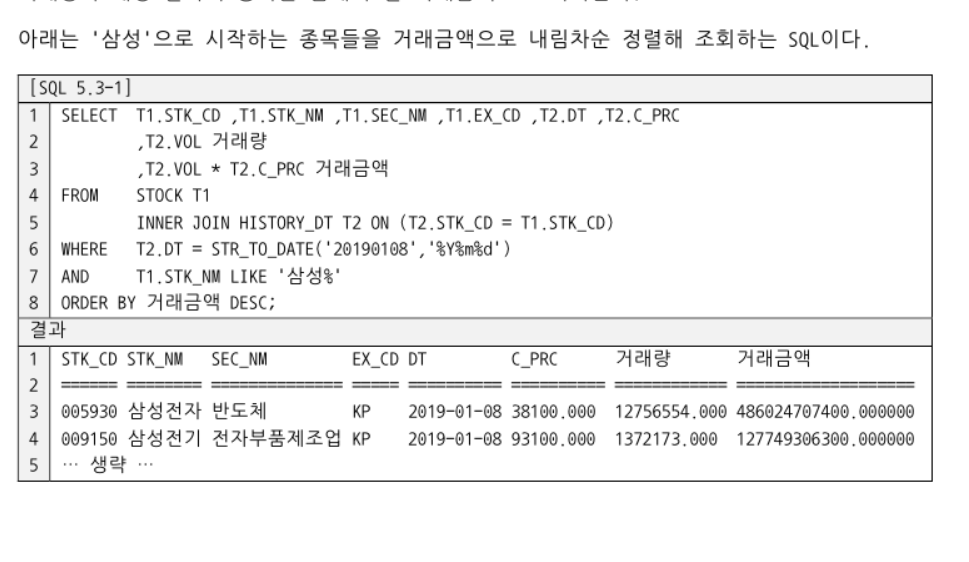 아래는 '삼성'으로 시작하는 종목들을 거래금액으로 내림차순 정렬해 조회하는 SQL이다.
[SQL 5.3-1]
1 SELECT T1.STK_CD ,T1.STK_NM ,T1.SEC_NM ,T1.EX_CD ,T2.DT ,T2.C_PRC
2 ,T2.VOL 거래량
3 ,T2.VOL * T2.C_PRC 거래금액
4 FROM STOCK T1
5 INNER JOIN HISTORY_DT T2 ON (T2.STK_CD = T1.STK_CD)
6 WHERE T2.DT = STR_TO_DATE('20190108','%Y%m%d')
7 AND T1.STK_NM LIKE '삼성%'
8 ORDER BY 거래금액 DESC;
결과
1 STK_CD STK_NM SEC_NM EX_CD DT C_PRC 거래량 거래금액
2 ====== ======== ============== ===== ========== ========== ============ ===================
3 005930 삼성전자 반도체 KP 2019-01-08 38100.000 12756554.000 486024707400.000000
4 009150 삼성전기 전자부품제조업 KP 2019-01-08 93100.000 1372173.000 127749306300.000000
5 … 생략 …